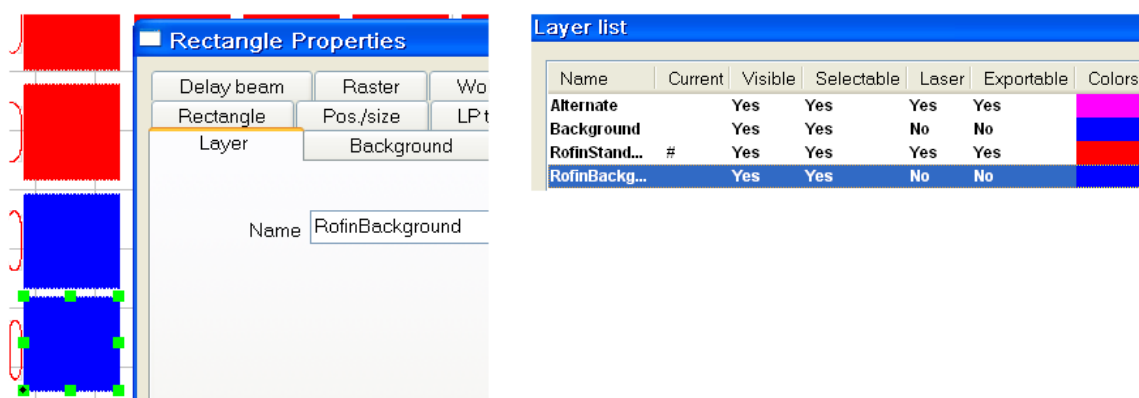 Rectangle Properties
Delay beam Raster Wo
Rectangle Pos./size LP t
Layer Background
Name RofinBackground
Layer list
Name Current Visible Selectable Laser Exportable Colors
Alternate Yes Yes Yes Yes
Background Yes Yes No No
RofinStand... # Yes Yes Yes Yes
RofinBackg... Yes Yes No No